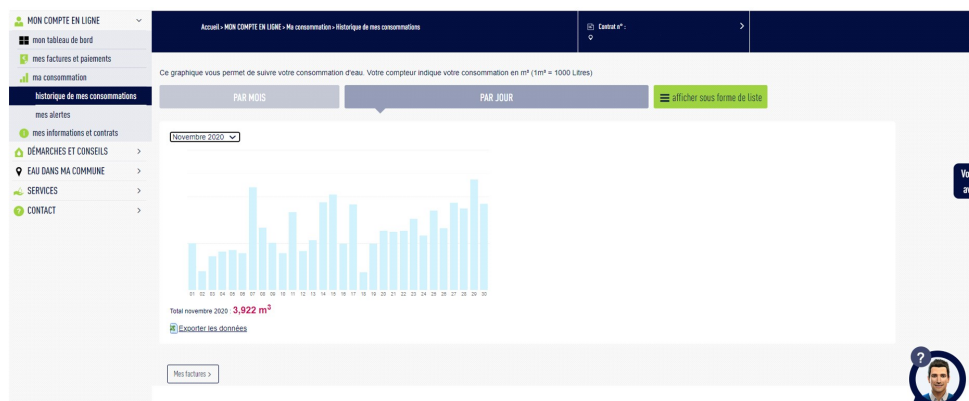 MON COMPTE EN LIGNE
mon tableau de bord
mes factures et paiements
ma consommation
historique de mes consommations
mes alertes
mes informations et contrats
DÉMARCHES ET CONSEILS
EAU DANS MA COMMUNE
SERVICES
CONTACT
Accueil > MON COMPTE EN LIGNE > Ma consommation > Historique de mes consommations
Contrat n° :
Ce graphique vous permet de suivre votre consommation d'eau. Votre compteur indique votre consommation en m³ (1m³ = 1000 Litres)
PAR MOIS
PAR JOUR
afficher sous forme de liste
Novembre 2020
01 02 03 04 05 06 07 08 09 10 11 12 13 14 15 16 17 18 19 20 21 22 23 24 25 26 27 28 29 30
Total novembre 2020 : 3,922 m³
Exporter les données
Mes factures >
?